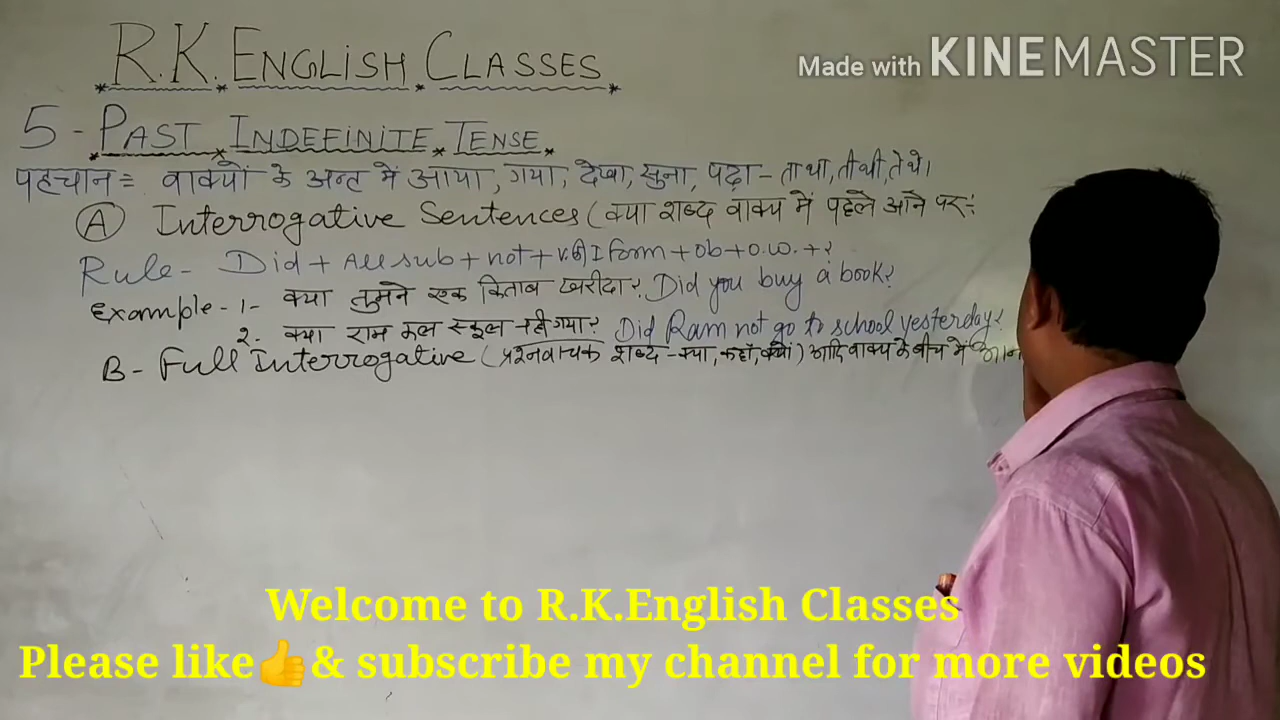 R.K. ENGLISH CLASSES
Made with KINEMASTER
5 - PAST INDEFINITE TENSE
पहचान = वाक्यों के अन्त में आया, गया, देखा, सुना, पढ़ा - ता था, ती थी, ते थे।
A Interrogative Sentences (क्या शब्द वाक्य में पहले आने पर :
Rule - Did + All sub + not + V. की I form + Ob + O.W. + ?
Example - 1 - क्या तुमने एक किताब खरीदा? Did you buy a book?
2. क्या राम कल स्कूल नही गया? Did Ram not go to school yesterday?
B - Full Interrogative (प्रश्नवाचक शब्द - क्या, कहाँ, क्यों) आदि वाक्य के बीच में
Welcome to R.K.English Classes
Please like👍& subscribe my channel for more videos